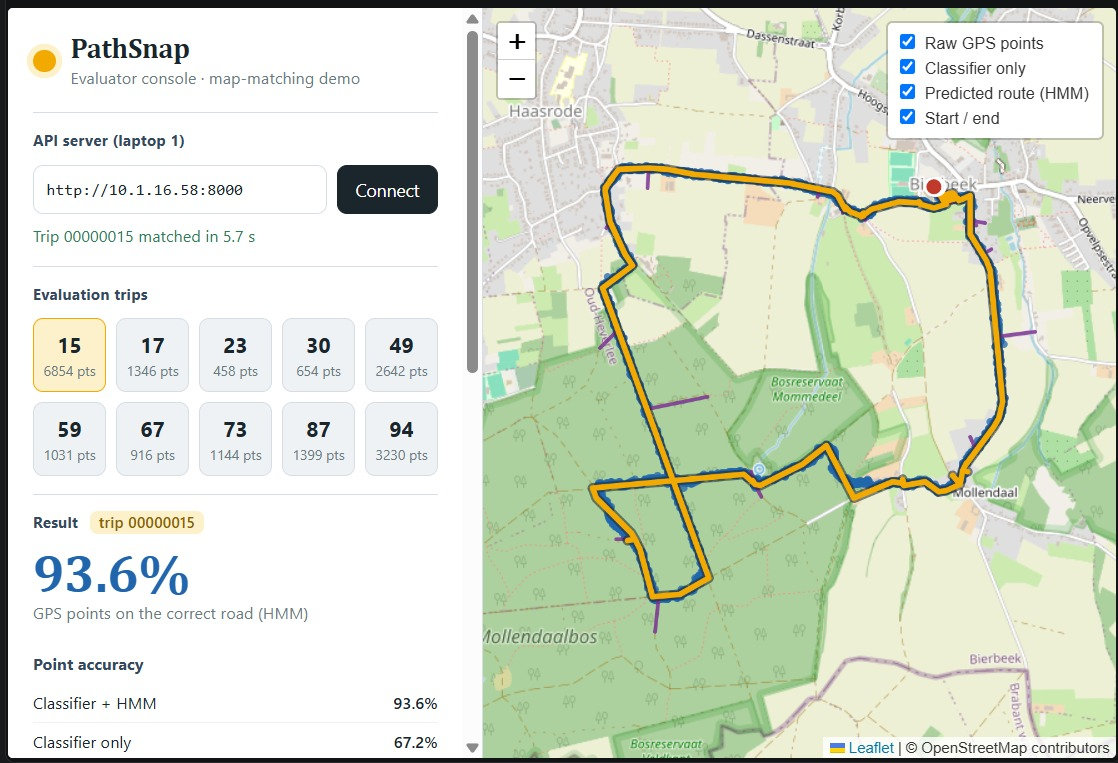 PathSnap
Evaluator console · map-matching demo
API server (laptop 1)
http://10.1.16.58:8000
Connect
Trip 00000015 matched in 5.7 s
Evaluation trips
15
6854 pts
17
1346 pts
23
458 pts
30
654 pts
49
2642 pts
59
1031 pts
67
916 pts
73
1144 pts
87
1399 pts
94
3230 pts
Result
trip 00000015
93.6%
GPS points on the correct road (HMM)
Point accuracy
Classifier + HMM
93.6%
Classifier only
67.2%
+
−
Raw GPS points
Classifier only
Predicted route (HMM)
Start / end
Dassenstraat
Korb
Hoogs
Haasrode
Neerve
Opvelpsestra
Bosreservaat
Mommedeel
Mollendaal
Mollendaalbos
Bierbeek
Brabant v
Bosreservaat
Leaflet | © OpenStreetMap contributors